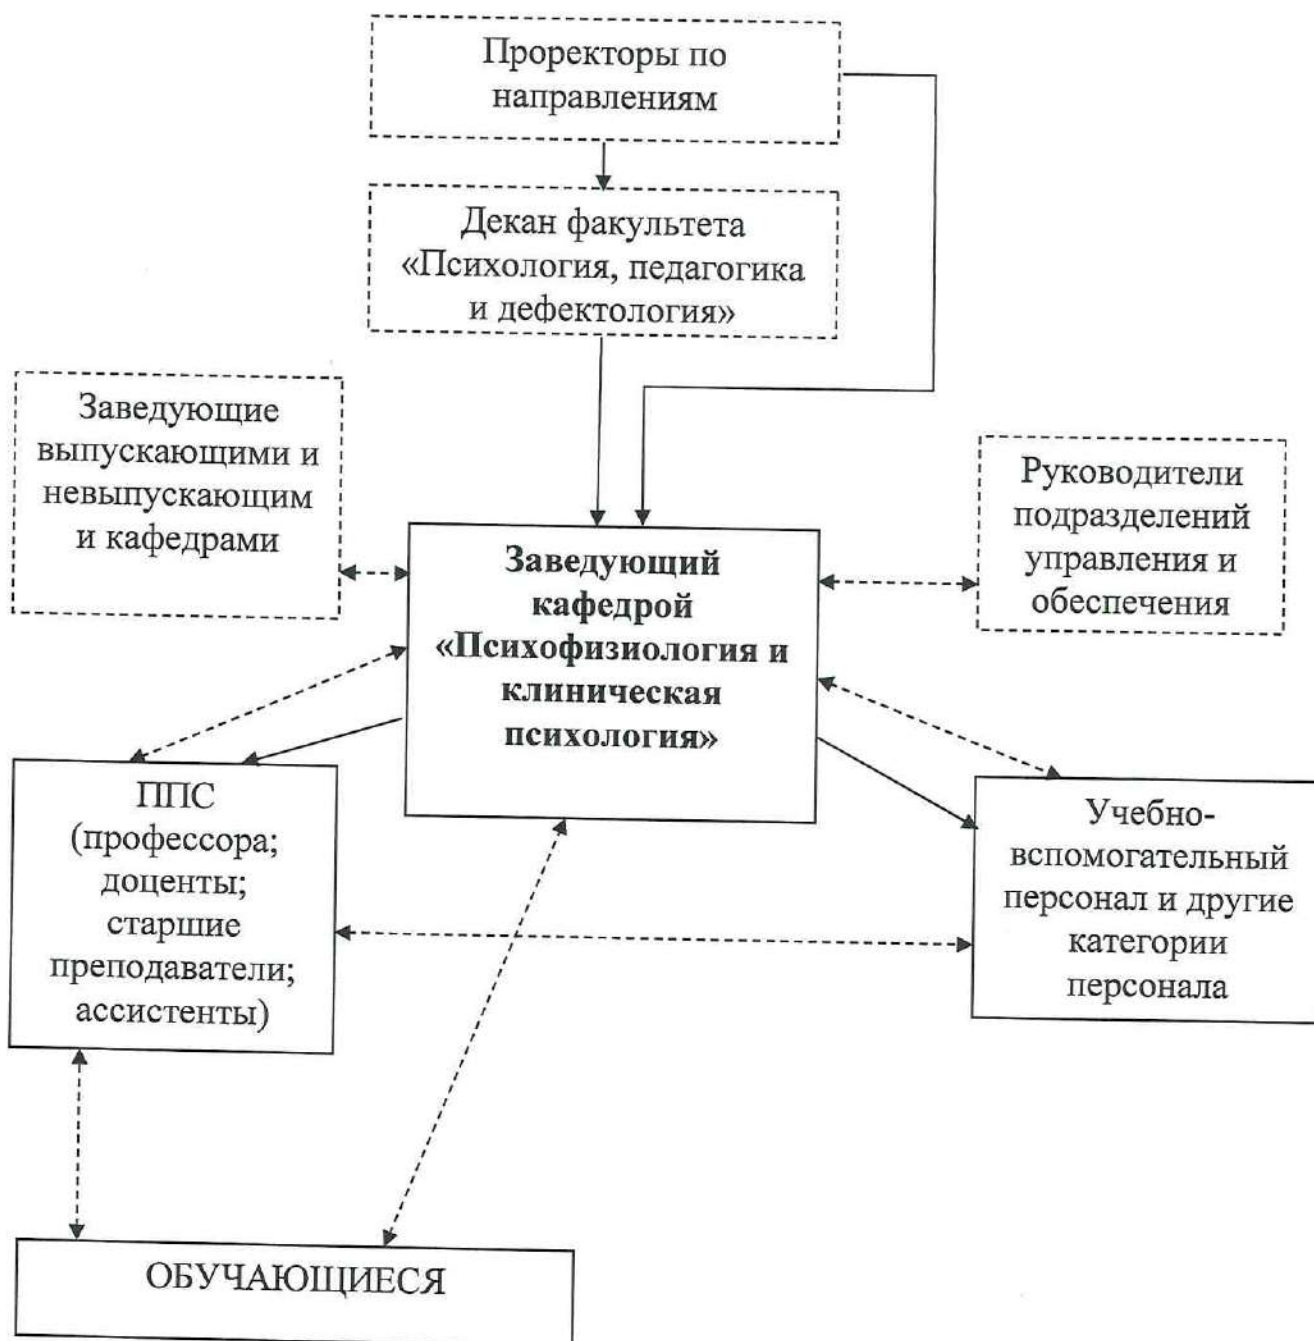 Проректоры по
направлениям
Декан факультета
«Психология, педагогика
и дефектология»
Заведующие
выпускающими и
невыпускающим
и кафедрами
Руководители
подразделений
управления и
обеспечения
Заведующий
кафедрой
«Психофизиология и
клиническая
психология»
ППС
(профессора;
доценты;
старшие
преподаватели;
ассистенты)
Учебно-
вспомогательный
персонал и другие
категории
персонала
ОБУЧАЮЩИЕСЯ